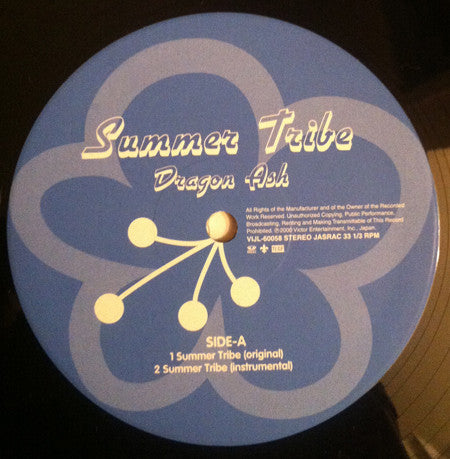 Summer Tribe
Dragon Ash
All Rights of the Manufacturer and of the Owner of the Recorded
Work Reserved. Unauthorized Copying, Public Performance,
Broadcasting, Renting and Making Transmittable of This Record
Prohibited. Ⓟ2000 Victor Entertainment, Inc., Japan.
VIJL-60058 STEREO JASRAC 33 1/3 RPM
SIDE-A
1 Summer Tribe (original)
2 Summer Tribe (instrumental)